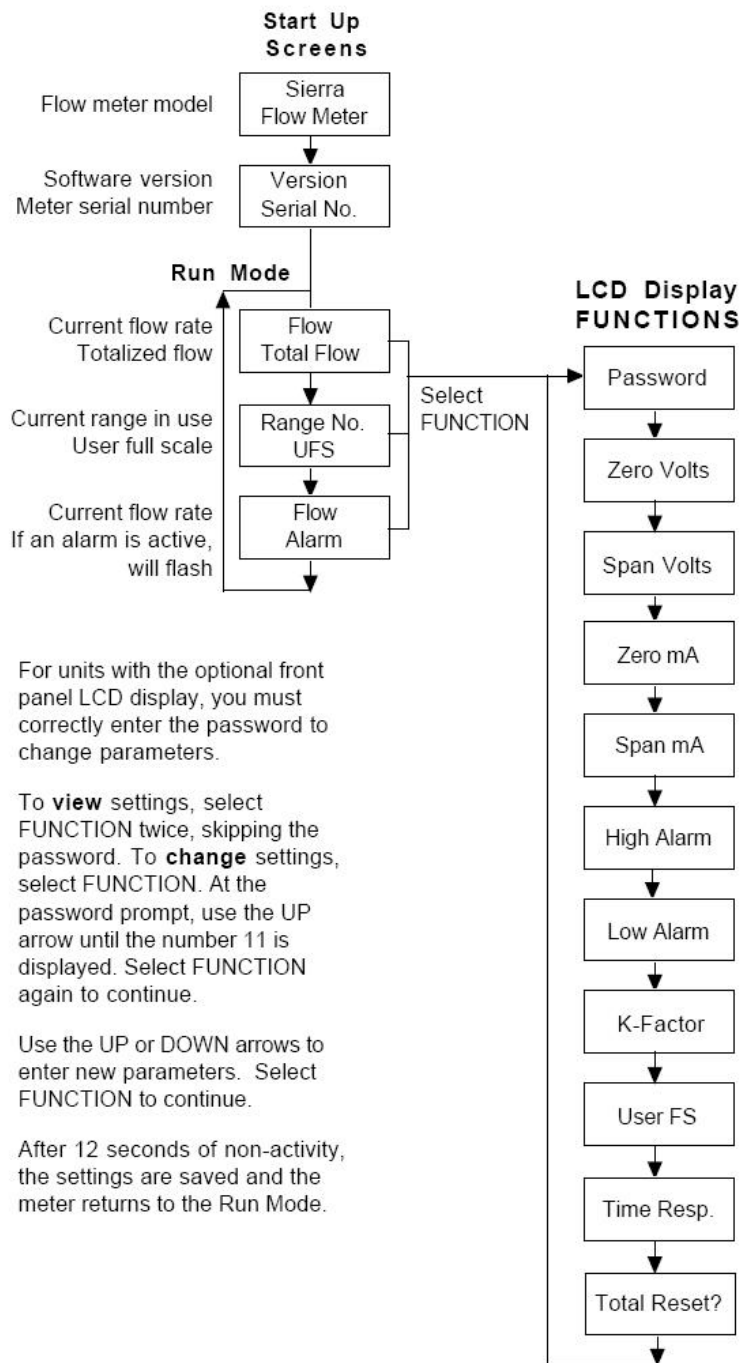 Start Up
Screens
Flow meter model
Sierra
Flow Meter
Software version
Meter serial number
Version
Serial No.
Run Mode
Current flow rate
Totalized flow
Flow
Total Flow
Current range in use
User full scale
Range No.
UFS
Current flow rate
If an alarm is active,
will flash
Flow
Alarm
Select
FUNCTION
For units with the optional front
panel LCD display, you must
correctly enter the password to
change parameters.
To view settings, select
FUNCTION twice, skipping the
password. To change settings,
select FUNCTION. At the
password prompt, use the UP
arrow until the number 11 is
displayed. Select FUNCTION
again to continue.
Use the UP or DOWN arrows to
enter new parameters. Select
FUNCTION to continue.
After 12 seconds of non-activity,
the settings are saved and the
meter returns to the Run Mode.
LCD Display
FUNCTIONS
Password
Zero Volts
Span Volts
Zero mA
Span mA
High Alarm
Low Alarm
K-Factor
User FS
Time Resp.
Total Reset?